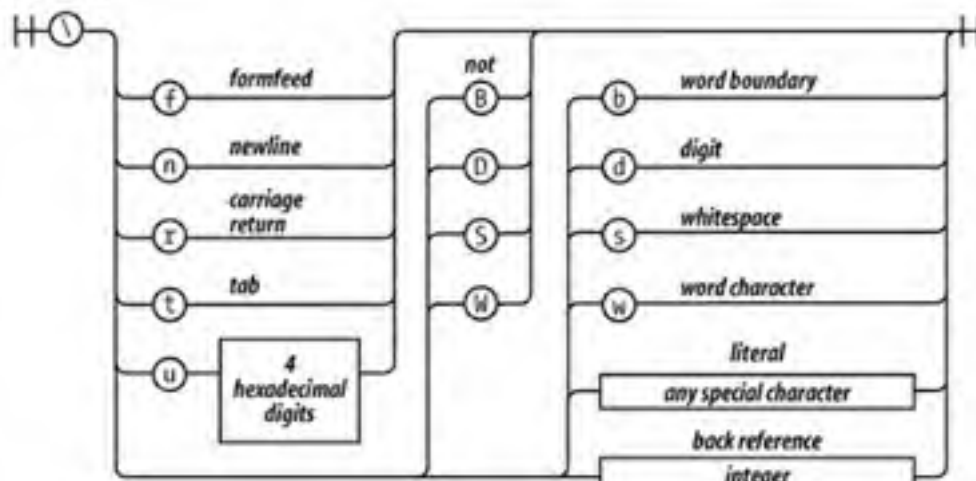 \
f formfeed
n newline
r carriage
return
t tab
u 4
hexadecimal
digits
not
B
D
S
W
b word boundary
d digit
s whitespace
w word character
literal
any special character
back reference
integer